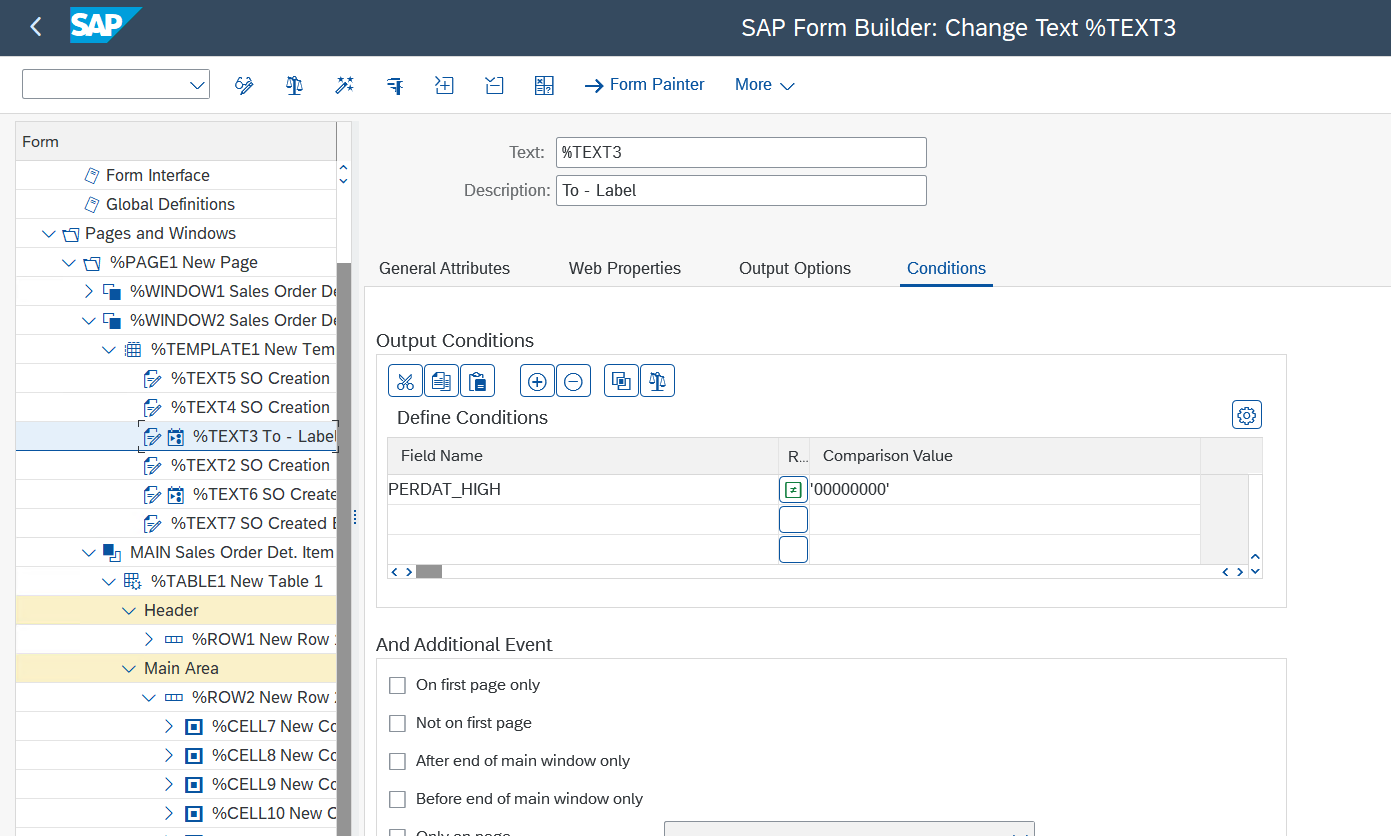 SAP
SAP Form Builder: Change Text %TEXT3
Form Painter
More
Form
Form Interface
Global Definitions
Pages and Windows
%PAGE1 New Page
%WINDOW1 Sales Order De
%WINDOW2 Sales Order De
%TEMPLATE1 New Tem
%TEXT5 SO Creation
%TEXT4 SO Creation
%TEXT3 To - Label
%TEXT2 SO Creation
%TEXT6 SO Create
%TEXT7 SO Created B
MAIN Sales Order Det. Item
%TABLE1 New Table 1
Header
%ROW1 New Row 1
Main Area
%ROW2 New Row 2
%CELL7 New Co
%CELL8 New Co
%CELL9 New Co
%CELL10 New C
Text: %TEXT3
Description: To - Label
General Attributes Web Properties Output Options Conditions
Output Conditions
Define Conditions
Field Name R... Comparison Value
PERDAT_HIGH ≠ '00000000'
And Additional Event
On first page only
Not on first page
After end of main window only
Before end of main window only
Only on page